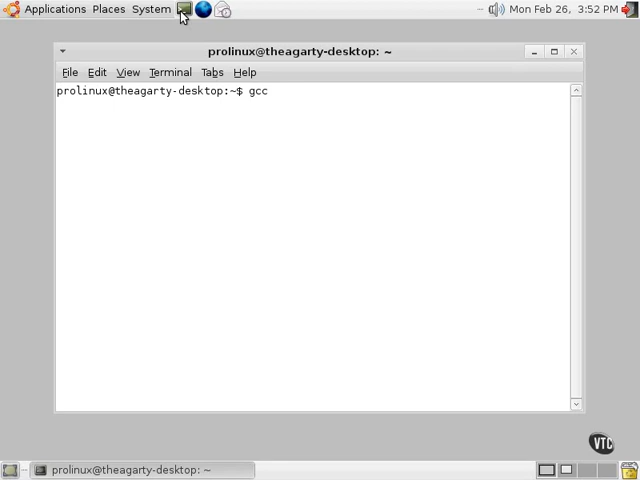 Applications Places System Mon Feb 26, 3:52 PM
prolinux@theagarty-desktop: ~
File Edit View Terminal Tabs Help
prolinux@theagarty-desktop:~$ gcc
VTC
prolinux@theagarty-desktop: ~